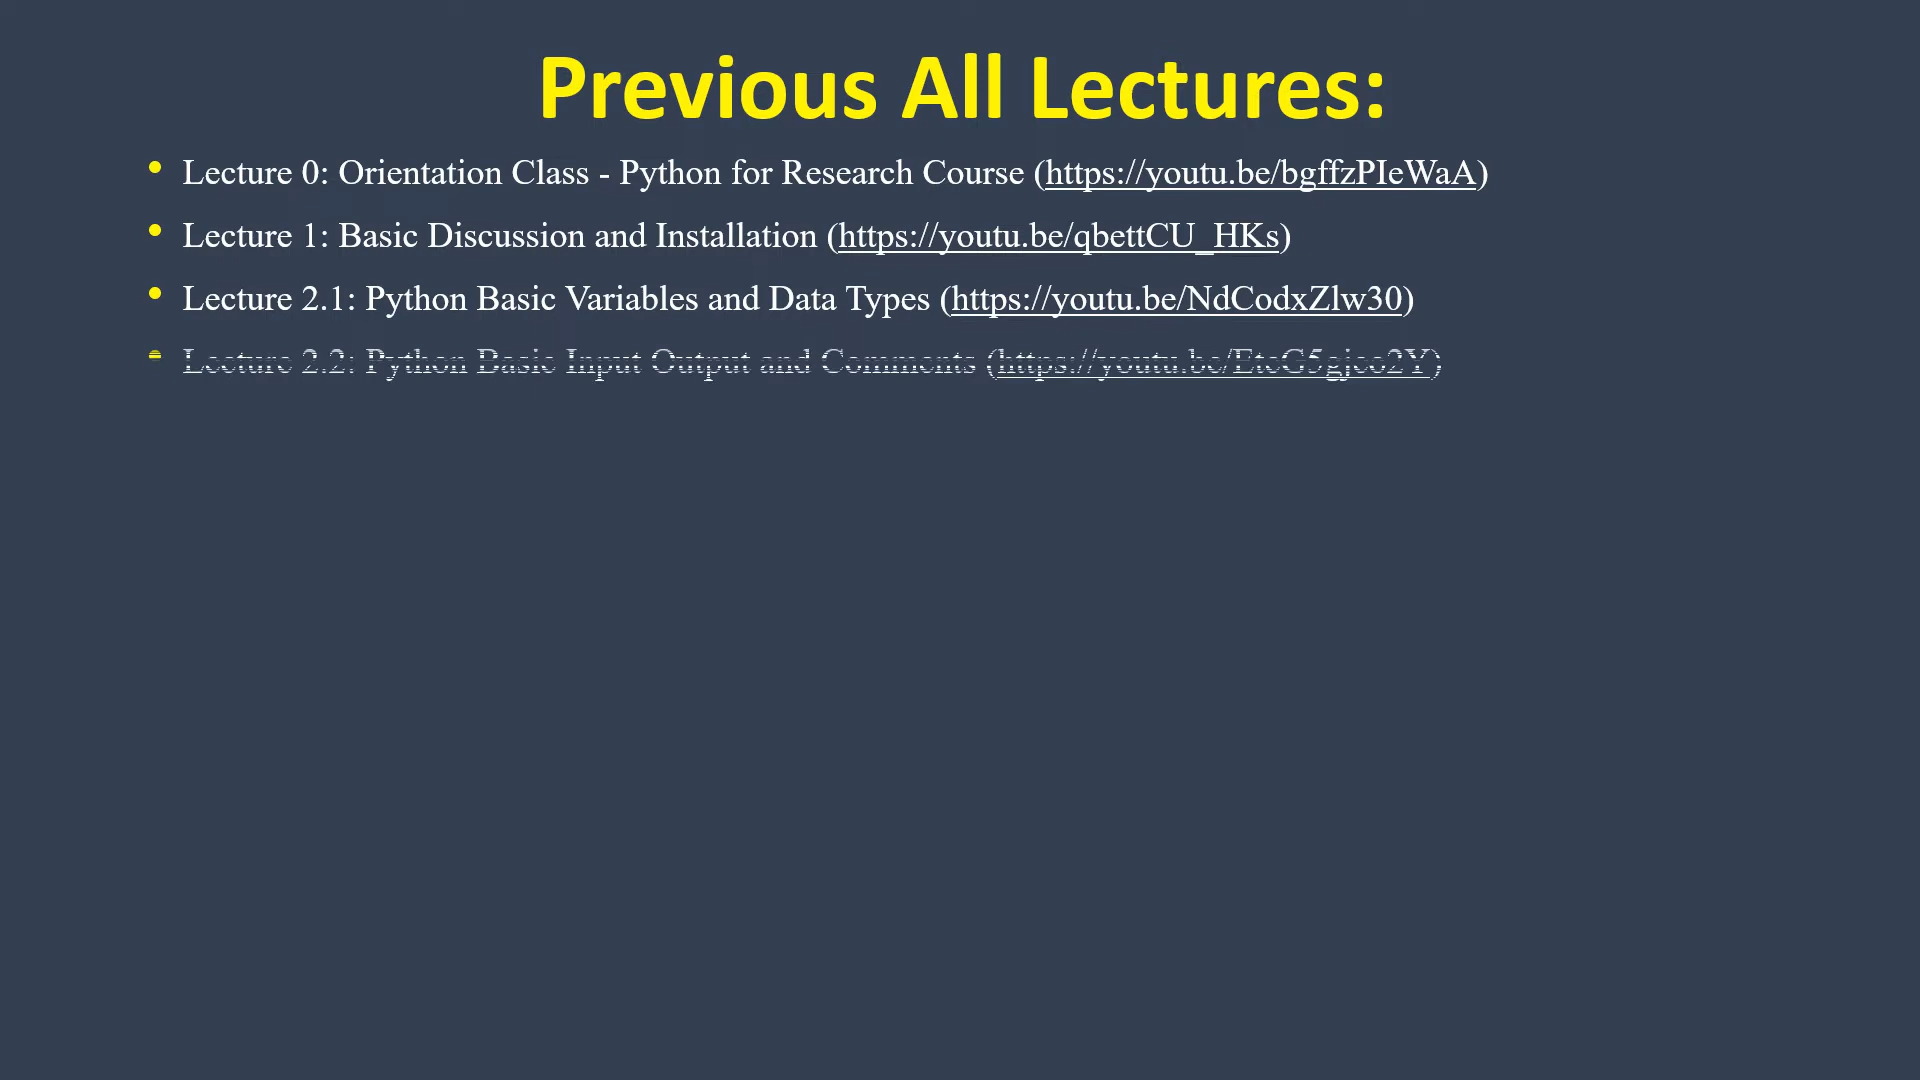 Previous All Lectures:
• Lecture 0: Orientation Class - Python for Research Course (https://youtu.be/bgffzPIeWaA)
• Lecture 1: Basic Discussion and Installation (https://youtu.be/qbettCU_HKs)
• Lecture 2.1: Python Basic Variables and Data Types (https://youtu.be/NdCodxZlw30)
• Lecture 2.2: Python Basic Input Output and Comments